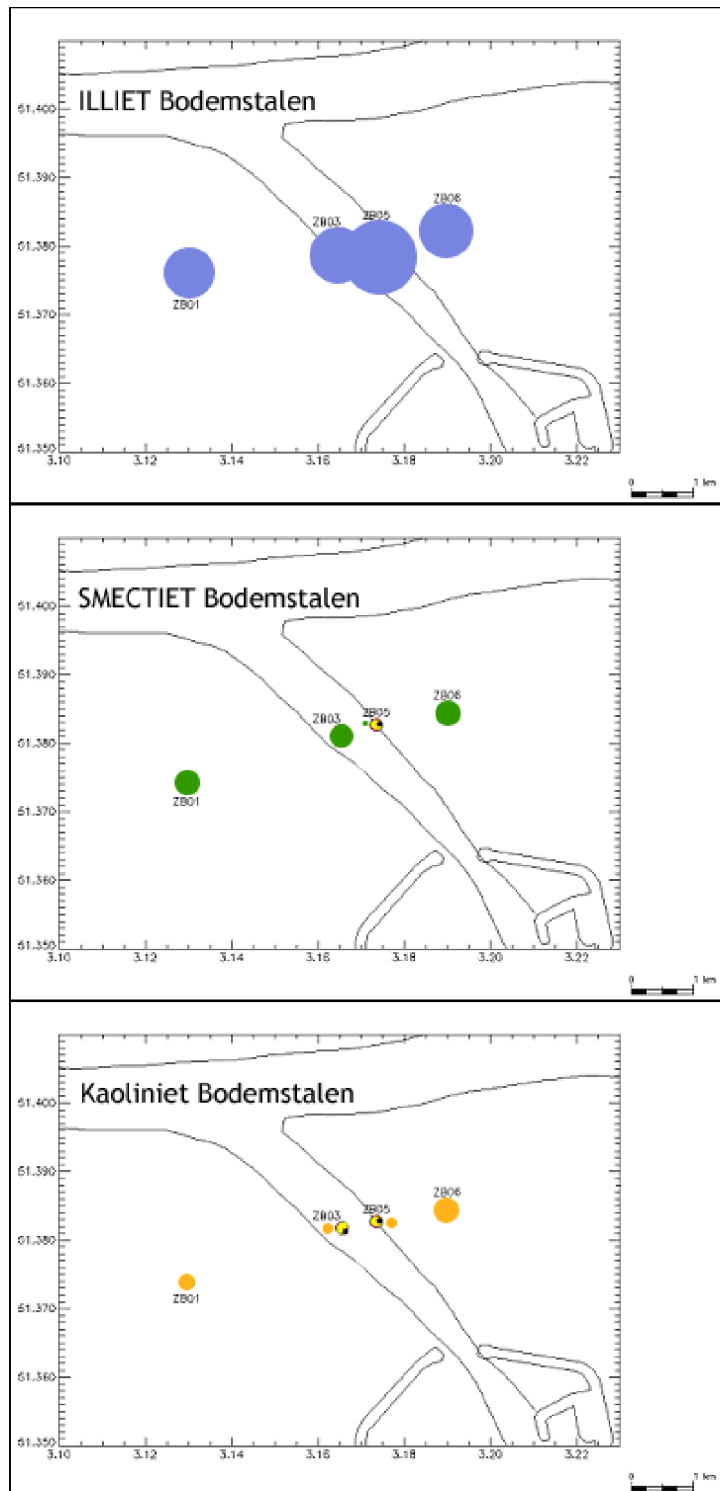 ILLIET Bodemstalen
51.400
51.390
51.380
51.370
51.360
51.350
ZB06
ZB03
ZB05
ZB01
3.10
3.12
3.14
3.16
3.18
3.20
3.22
0
1 km
SMECTIET Bodemstalen
51.400
51.390
51.380
51.370
51.360
51.350
ZB06
ZB03
ZB05
ZB01
3.10
3.12
3.14
3.16
3.18
3.20
3.22
0
1 km
Kaoliniet Bodemstalen
51.400
51.390
51.380
51.370
51.360
51.350
ZB06
ZB03
ZB05
ZB01
3.10
3.12
3.14
3.16
3.18
3.20
3.22
0
1 km